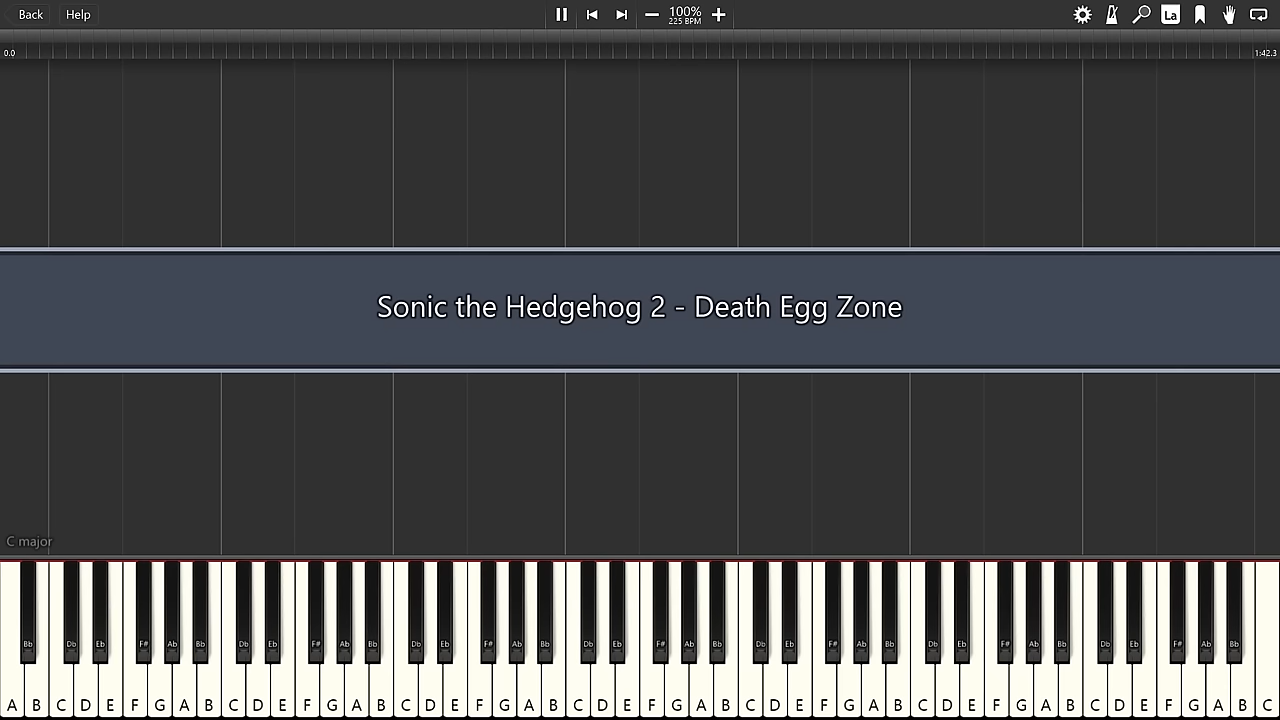 Back Help 100% La
225 BPM
0.0 1:42.3
Sonic the Hedgehog 2 - Death Egg Zone
C major
Bb Db Eb F# Ab Bb Db Eb F# Ab Bb Db Eb F# Ab Bb Db Eb F# Ab Bb Db Eb F# Ab Bb Db Eb F# Ab Bb Db Eb F# Ab Bb
A B C D E F G A B C D E F G A B C D E F G A B C D E F G A B C D E F G A B C D E F G A B C D E F G A B C